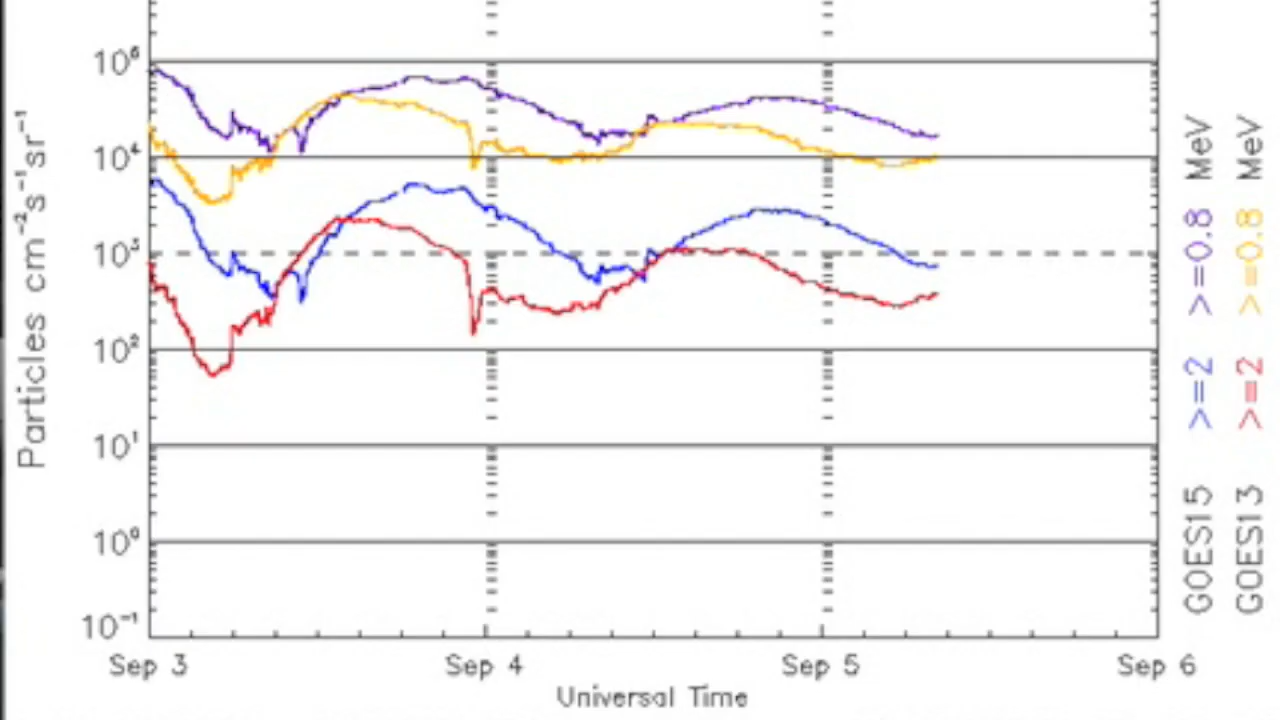 Particles cm⁻²s⁻¹sr⁻¹
10⁶
10⁴
10³
10²
10¹
10⁰
10⁻¹
Sep 3 Sep 4 Sep 5 Sep 6
Universal Time
GOES15 >=2 >=0.8 MeV
GOES13 >=2 >=0.8 MeV